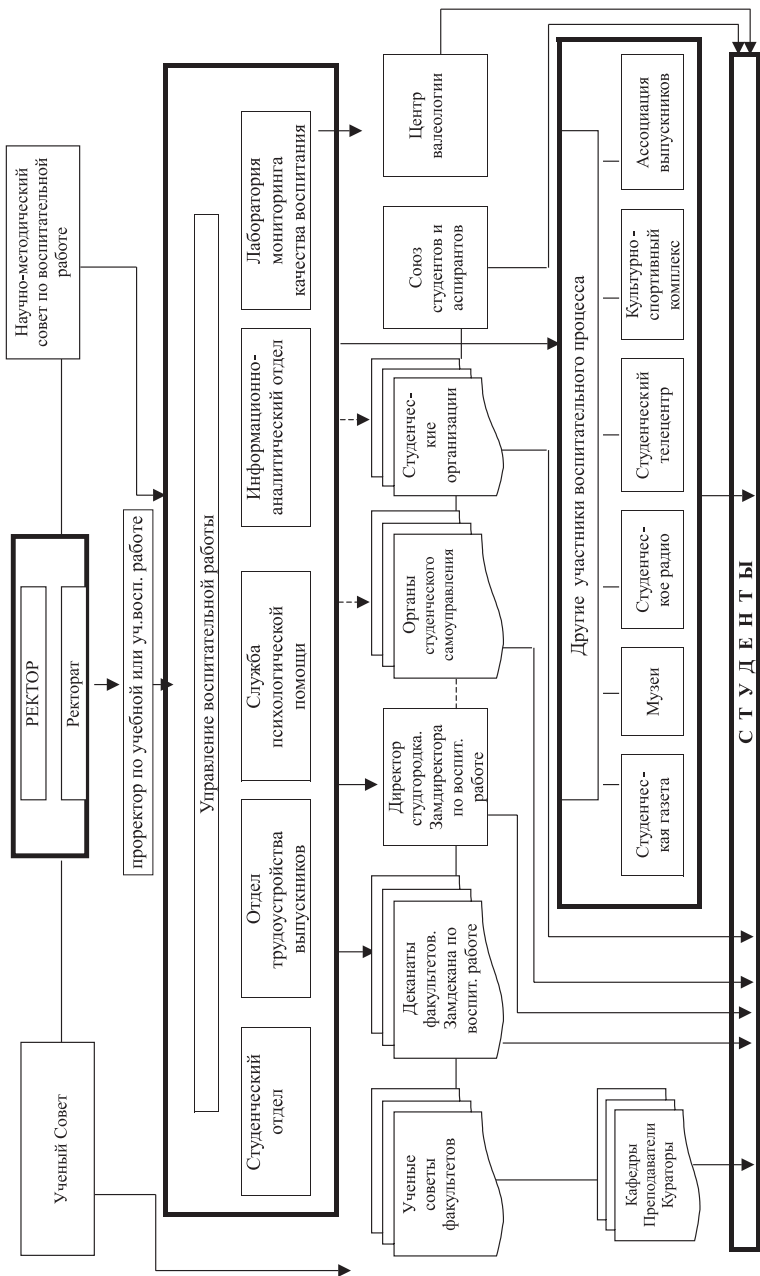 Ученый Совет
РЕКТОР
Ректорат
Научно-методический
совет по воспитательной
работе
проректор по учебной или уч.восп. работе
Управление воспитательной работы
Студенческий
отдел
Отдел
трудоустройства
выпускников
Служба
психологической
помощи
Информационно-
аналитический отдел
Лаборатория
мониторинга
качества воспитания
Ученые
советы
факультетов
Деканаты
факультетов.
Замдекана по
воспит. работе
Директор
студгородка.
Замдиректора
по воспит.
работе
Органы
студенческого
самоуправления
Студенчес-
кие
организации
Союз
студентов и
аспирантов
Центр
валеологии
Кафедры
Преподаватели
Кураторы
Другие участники воспитательного процесса
Студенчес-
кая газета
Музеи
Студенчес-
кое радио
Студенческий
телецентр
Культурно -
спортивный
комплекс
Ассоциация
выпускников
С Т У Д Е Н Т Ы